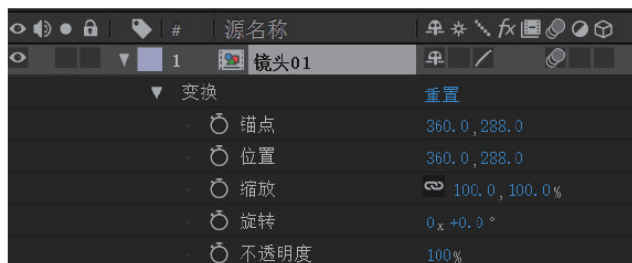 # 源名称 fx
1 镜头01
变换 重置
锚点 360.0,288.0
位置 360.0,288.0
缩放 100.0,100.0%
旋转 0x+0.0°
不透明度 100%